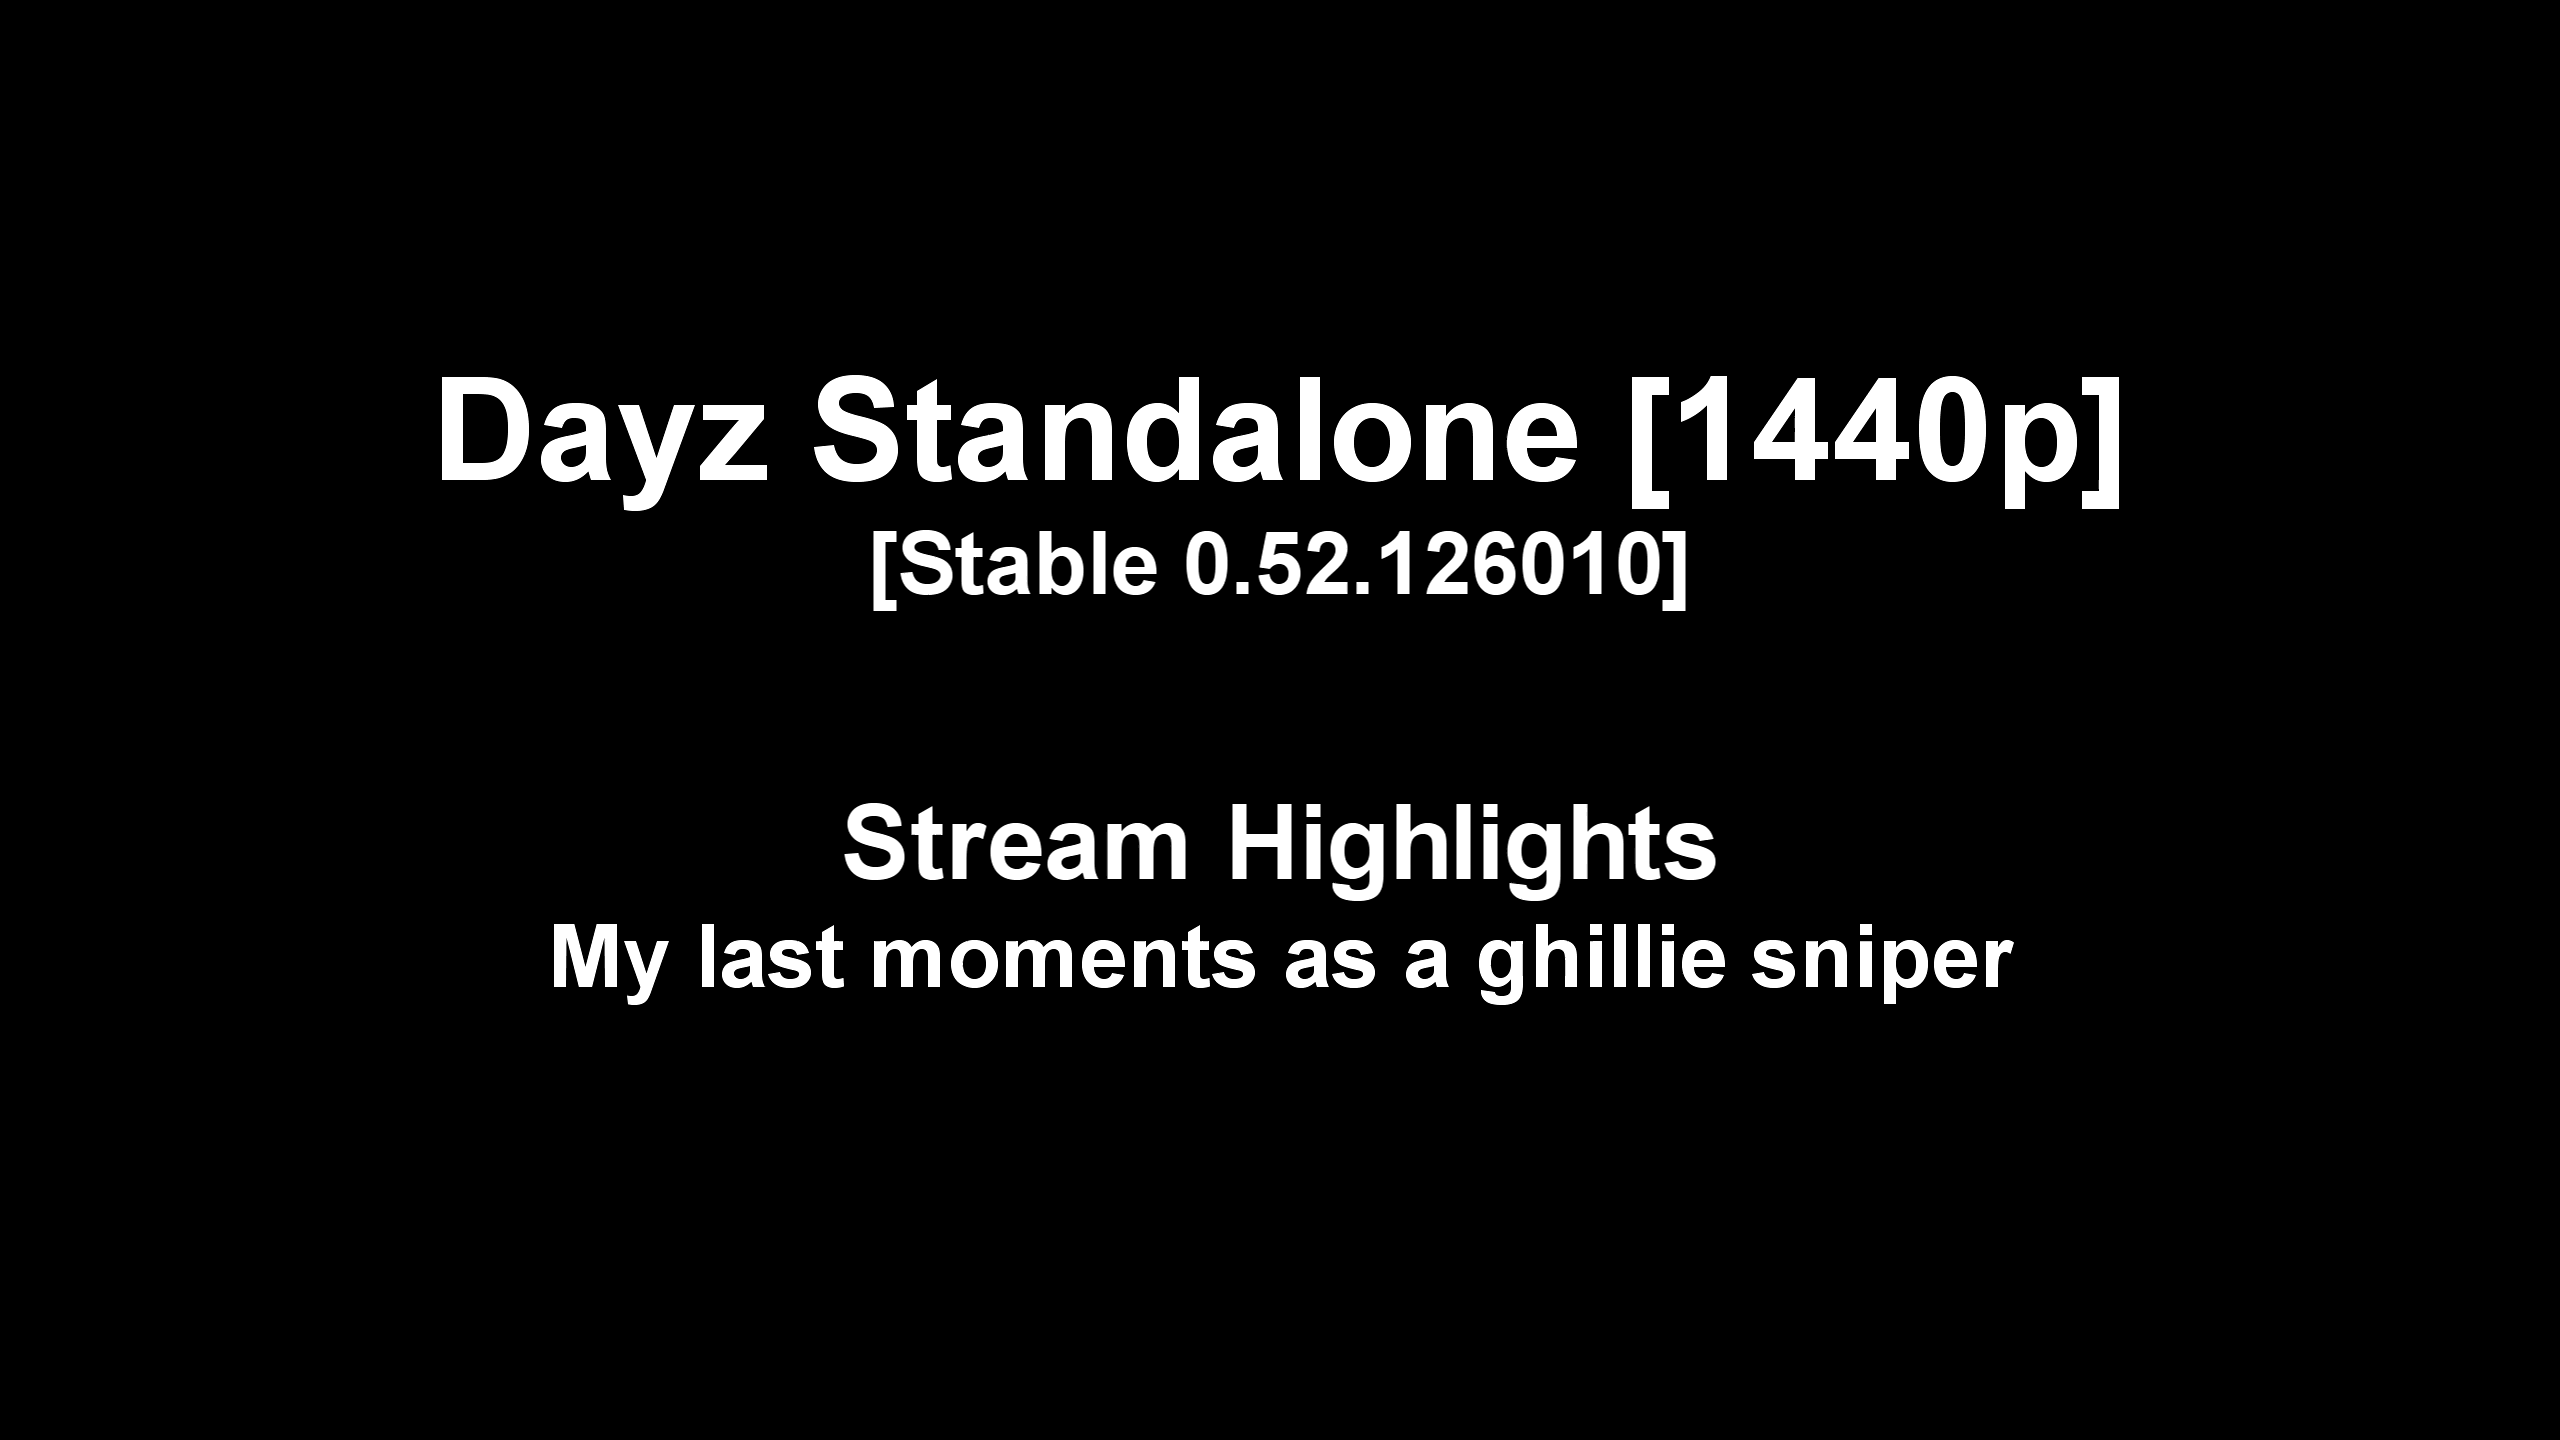 Dayz Standalone [1440p]
[Stable 0.52.126010]
Stream Highlights
My last moments as a ghillie sniper